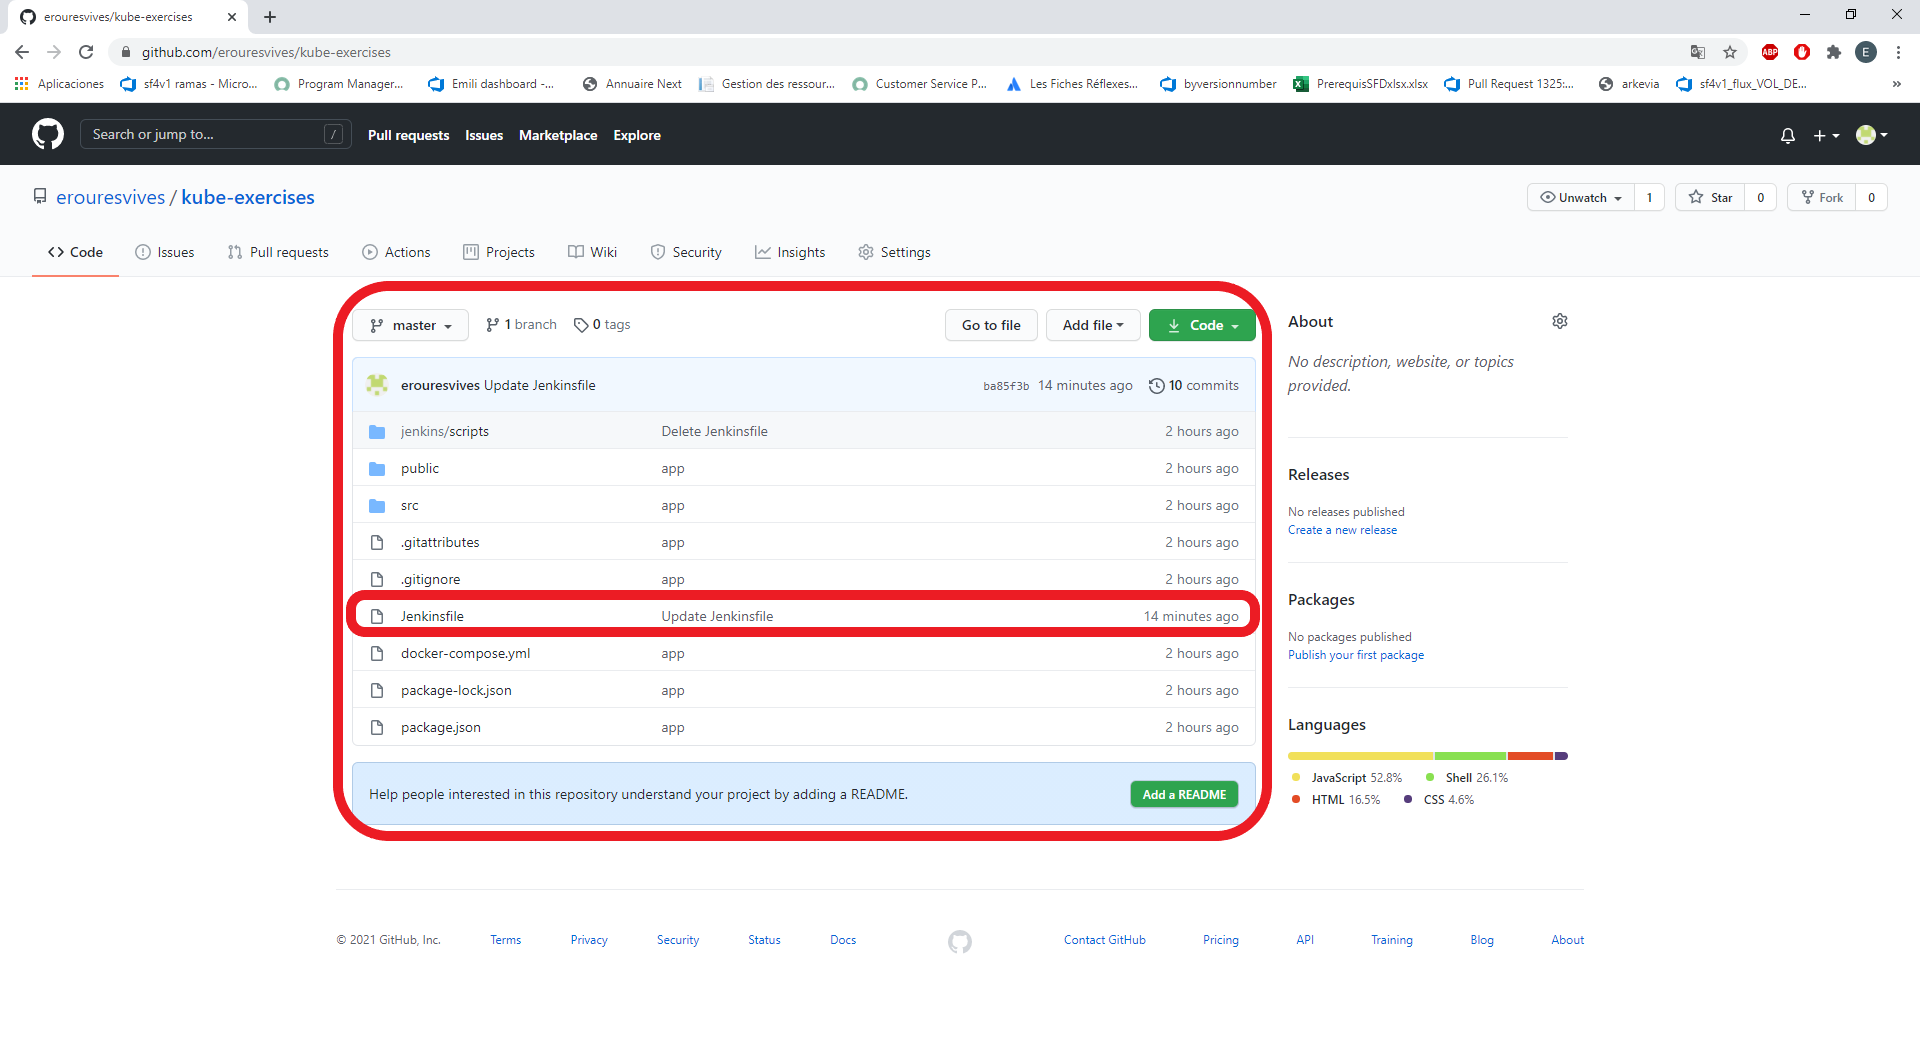 erouresvives/kube-exercises
github.com/erouresvives/kube-exercises
ABP
E
Aplicaciones
sf4v1 ramas - Micro...
Program Manager...
Emili dashboard -...
Annuaire Next
Gestion des ressour...
Customer Service P...
Les Fiches Réflexes...
byversionnumber
PrerequisSFDxlsx.xlsx
Pull Request 1325:...
arkevia
sf4v1_flux_VOL_DE...
»
Search or jump to...
/
Pull requests
Issues
Marketplace
Explore
erouresvives / kube-exercises
Unwatch 1
Star 0
Fork 0
Code
Issues
Pull requests
Actions
Projects
Wiki
Security
Insights
Settings
master
1 branch
0 tags
Go to file
Add file
Code
erouresvives Update Jenkinsfile ba85f3b 14 minutes ago 10 commits
jenkins/scripts Delete Jenkinsfile 2 hours ago
public app 2 hours ago
src app 2 hours ago
.gitattributes app 2 hours ago
.gitignore app 2 hours ago
Jenkinsfile Update Jenkinsfile 14 minutes ago
docker-compose.yml app 2 hours ago
package-lock.json app 2 hours ago
package.json app 2 hours ago
Help people interested in this repository understand your project by adding a README.
Add a README
About
No description, website, or topics
provided.
Releases
No releases published
Create a new release
Packages
No packages published
Publish your first package
Languages
JavaScript 52.8% Shell 26.1%
HTML 16.5% CSS 4.6%
© 2021 GitHub, Inc. Terms Privacy Security Status Docs Contact GitHub Pricing API Training Blog About